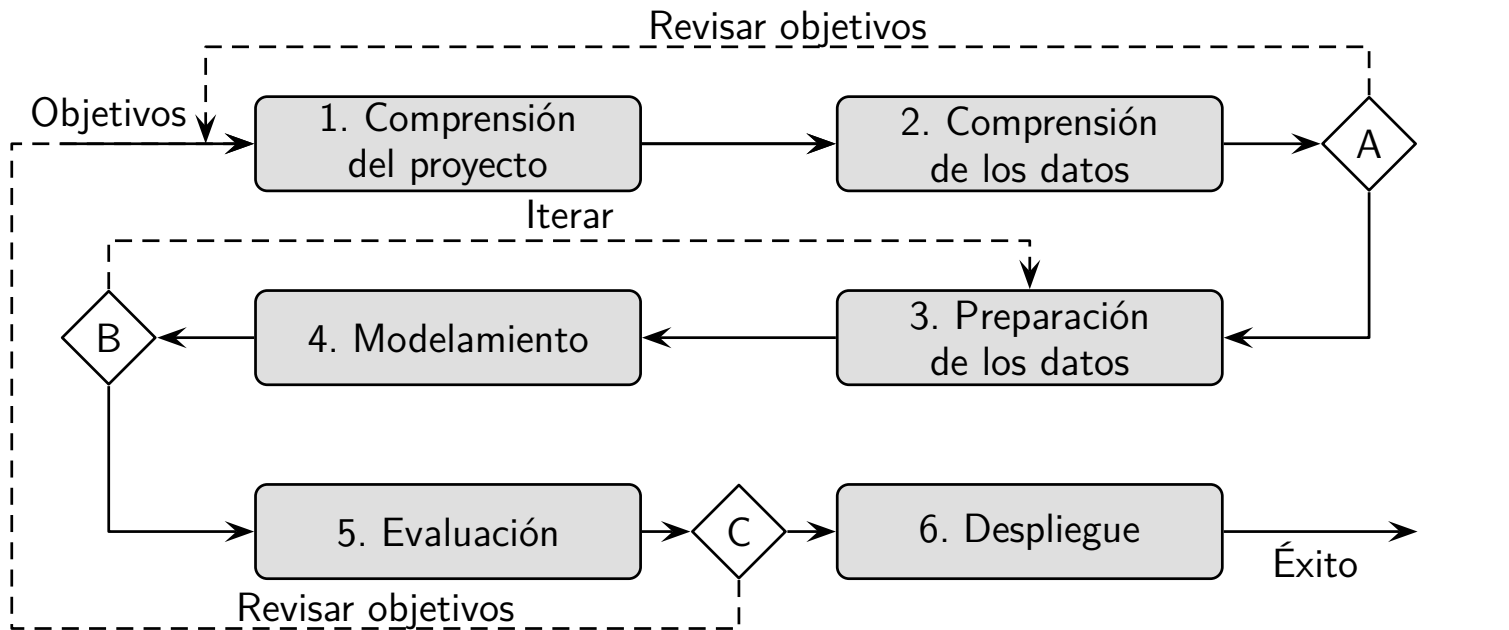 Revisar objetivos
Objetivos
1. Comprensión
del proyecto
2. Comprensión
de los datos
A
Iterar
B
4. Modelamiento
3. Preparación
de los datos
5. Evaluación
C
6. Despliegue
Éxito
Revisar objetivos